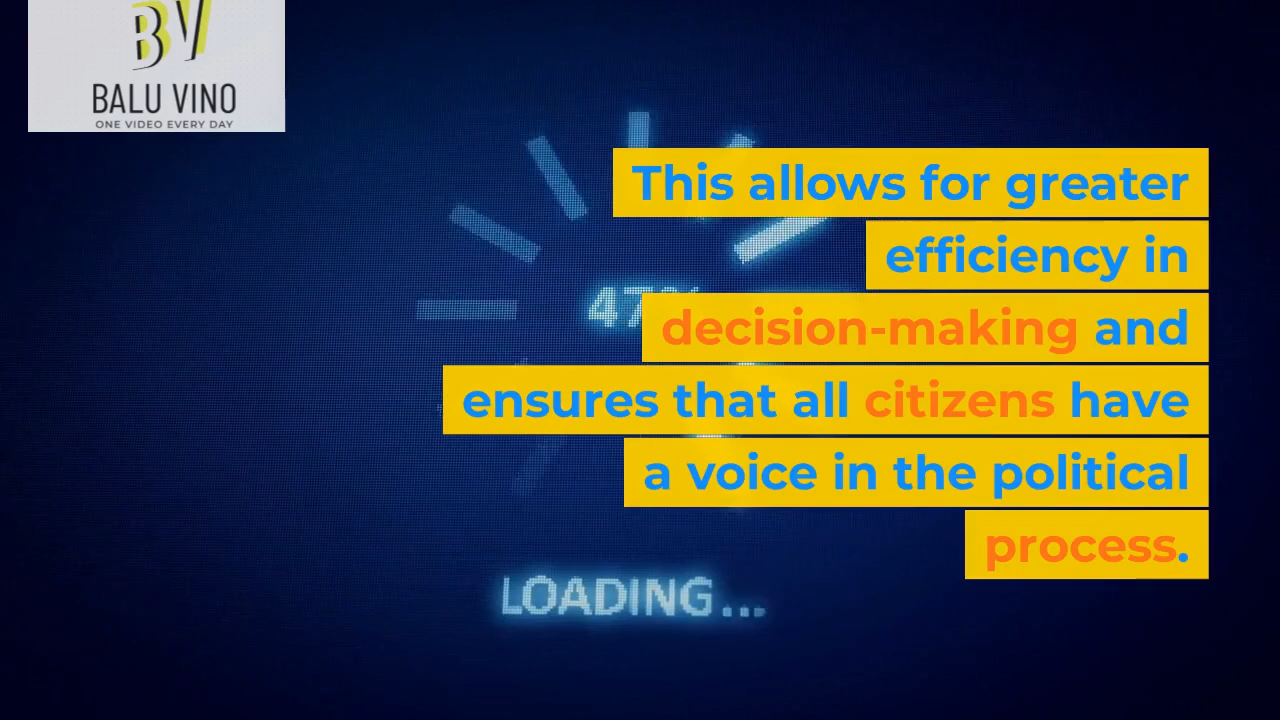 BV
BALU VINO
ONE VIDEO EVERY DAY
This allows for greater
efficiency in
decision-making and
ensures that all citizens have
a voice in the political
process.
47%
LOADING...